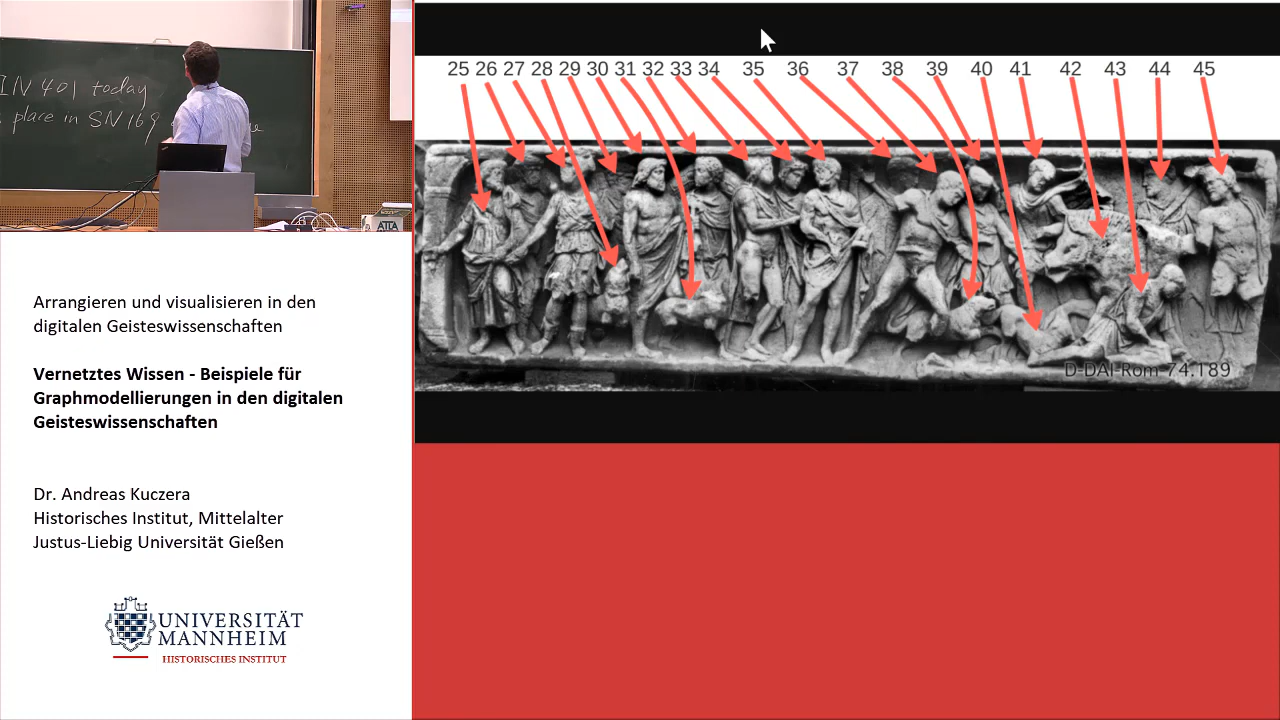 IN 401 today
place in SN 169
ATLA
25 26 27 28 29 30 31 32 33 34 35 36 37 38 39 40 41 42 43 44 45
D-DAI-Rom 74.189
Arrangieren und visualisieren in den
digitalen Geisteswissenschaften
Vernetztes Wissen - Beispiele für
Graphmodellierungen in den digitalen
Geisteswissenschaften
Dr. Andreas Kuczera
Historisches Institut, Mittelalter
Justus-Liebig Universität Gießen
UNIVERSITÄT
MANNHEIM
HISTORISCHES INSTITUT